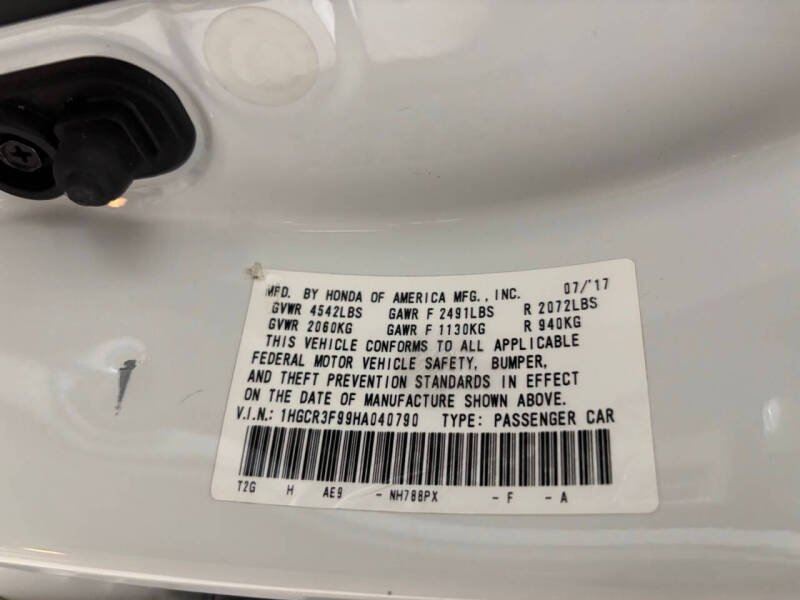 MFD. BY HONDA OF AMERICA MFG., INC. 07/'17
GVWR 4542LBS GAWR F 2491LBS R 2072LBS
GVWR 2060KG GAWR F 1130KG R 940KG
THIS VEHICLE CONFORMS TO ALL APPLICABLE
FEDERAL MOTOR VEHICLE SAFETY, BUMPER,
AND THEFT PREVENTION STANDARDS IN EFFECT
ON THE DATE OF MANUFACTURE SHOWN ABOVE.
V.I.N.: 1HGCR3F99HA040790 TYPE: PASSENGER CAR
T2G H AE9 - NH788PX - F - A